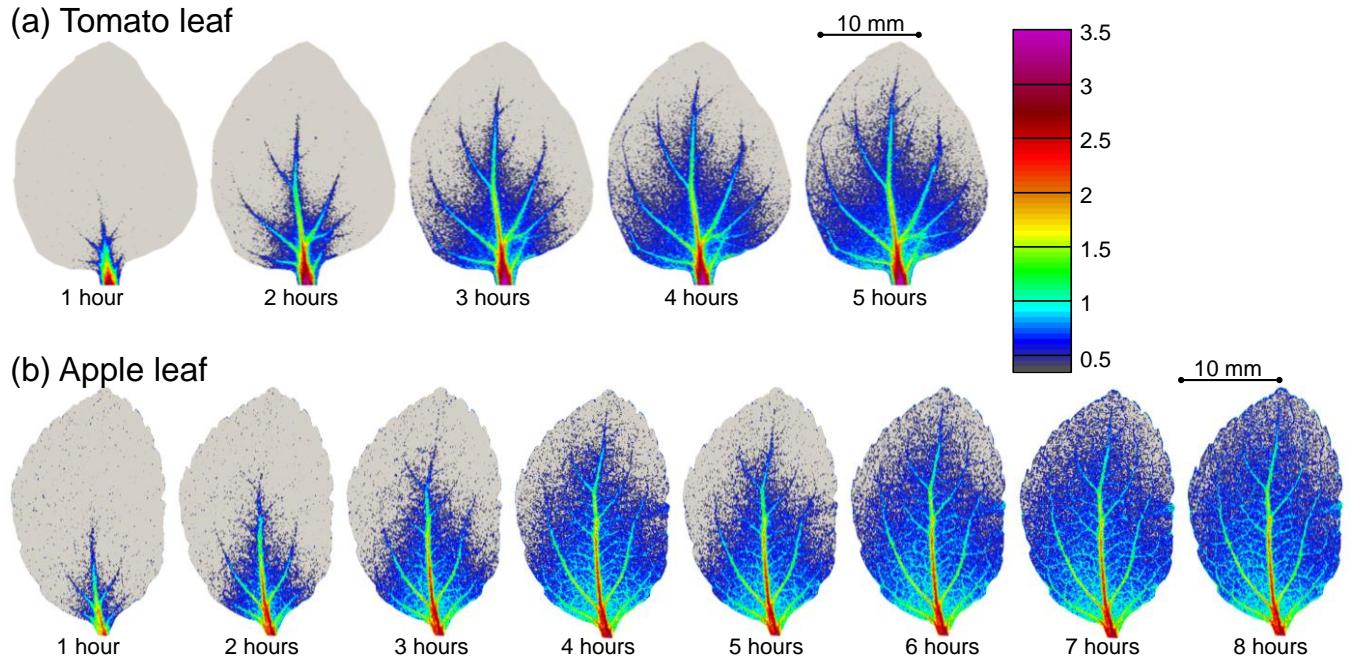 (a) Tomato leaf
10 mm
1 hour
2 hours
3 hours
4 hours
5 hours
3.5
3
2.5
2
1.5
1
0.5
(b) Apple leaf
10 mm
1 hour
2 hours
3 hours
4 hours
5 hours
6 hours
7 hours
8 hours